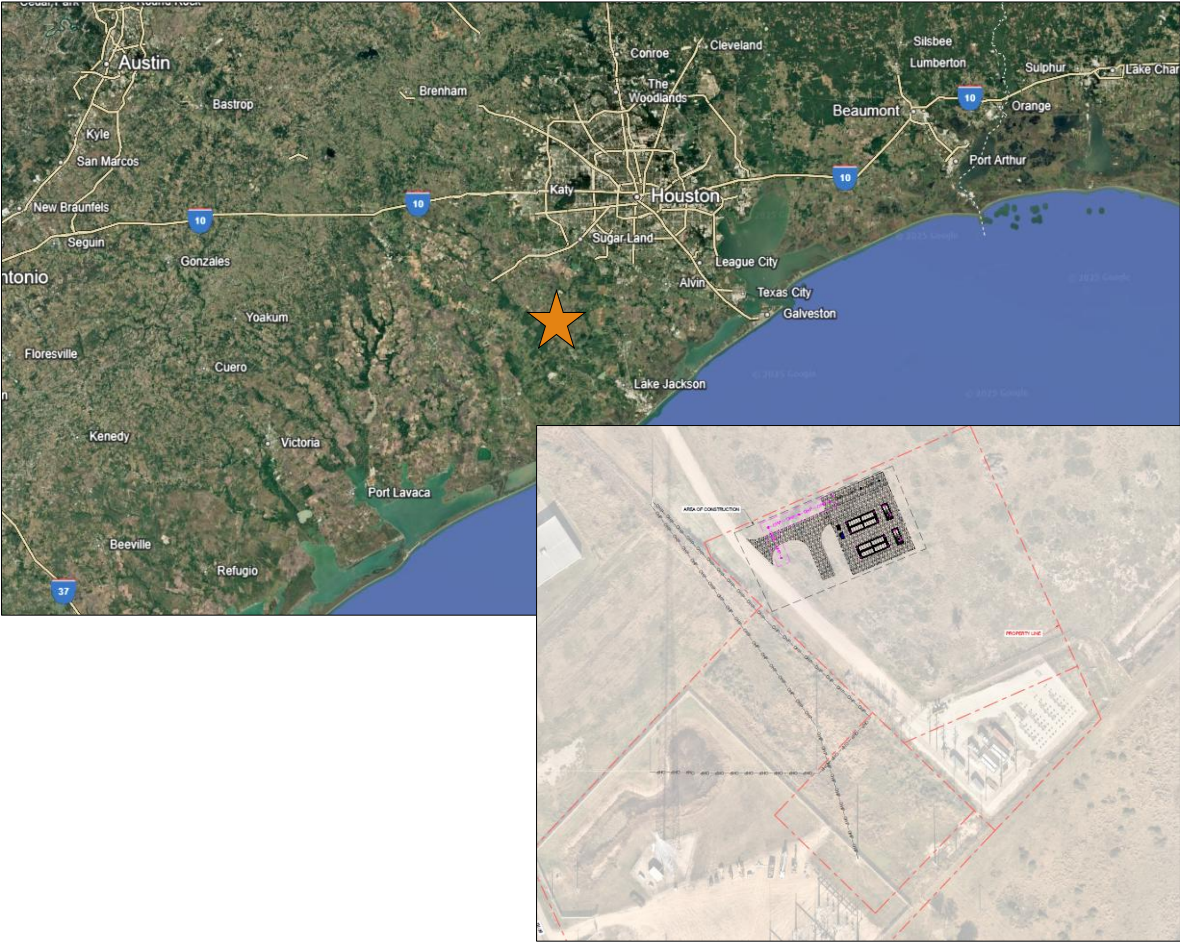 Cedar Park
Round Rock
Austin
Bastrop
Kyle
San Marcos
New Braunfels
Seguin
ntonio
Gonzales
Yoakum
Floresville
Cuero
n
Kenedy
Victoria
Port Lavaca
Beeville
Refugio
37
10
10
Brenham
Conroe
Cleveland
The
Woodlands
Katy
Houston
Sugar Land
League City
Alvin
Texas City
Galveston
Lake Jackson
10
Beaumont
Silsbee
Lumberton
10
Sulphur
Lake Char
Orange
Port Arthur
AREA OF CONSTRUCTION
PROPERTY LINE